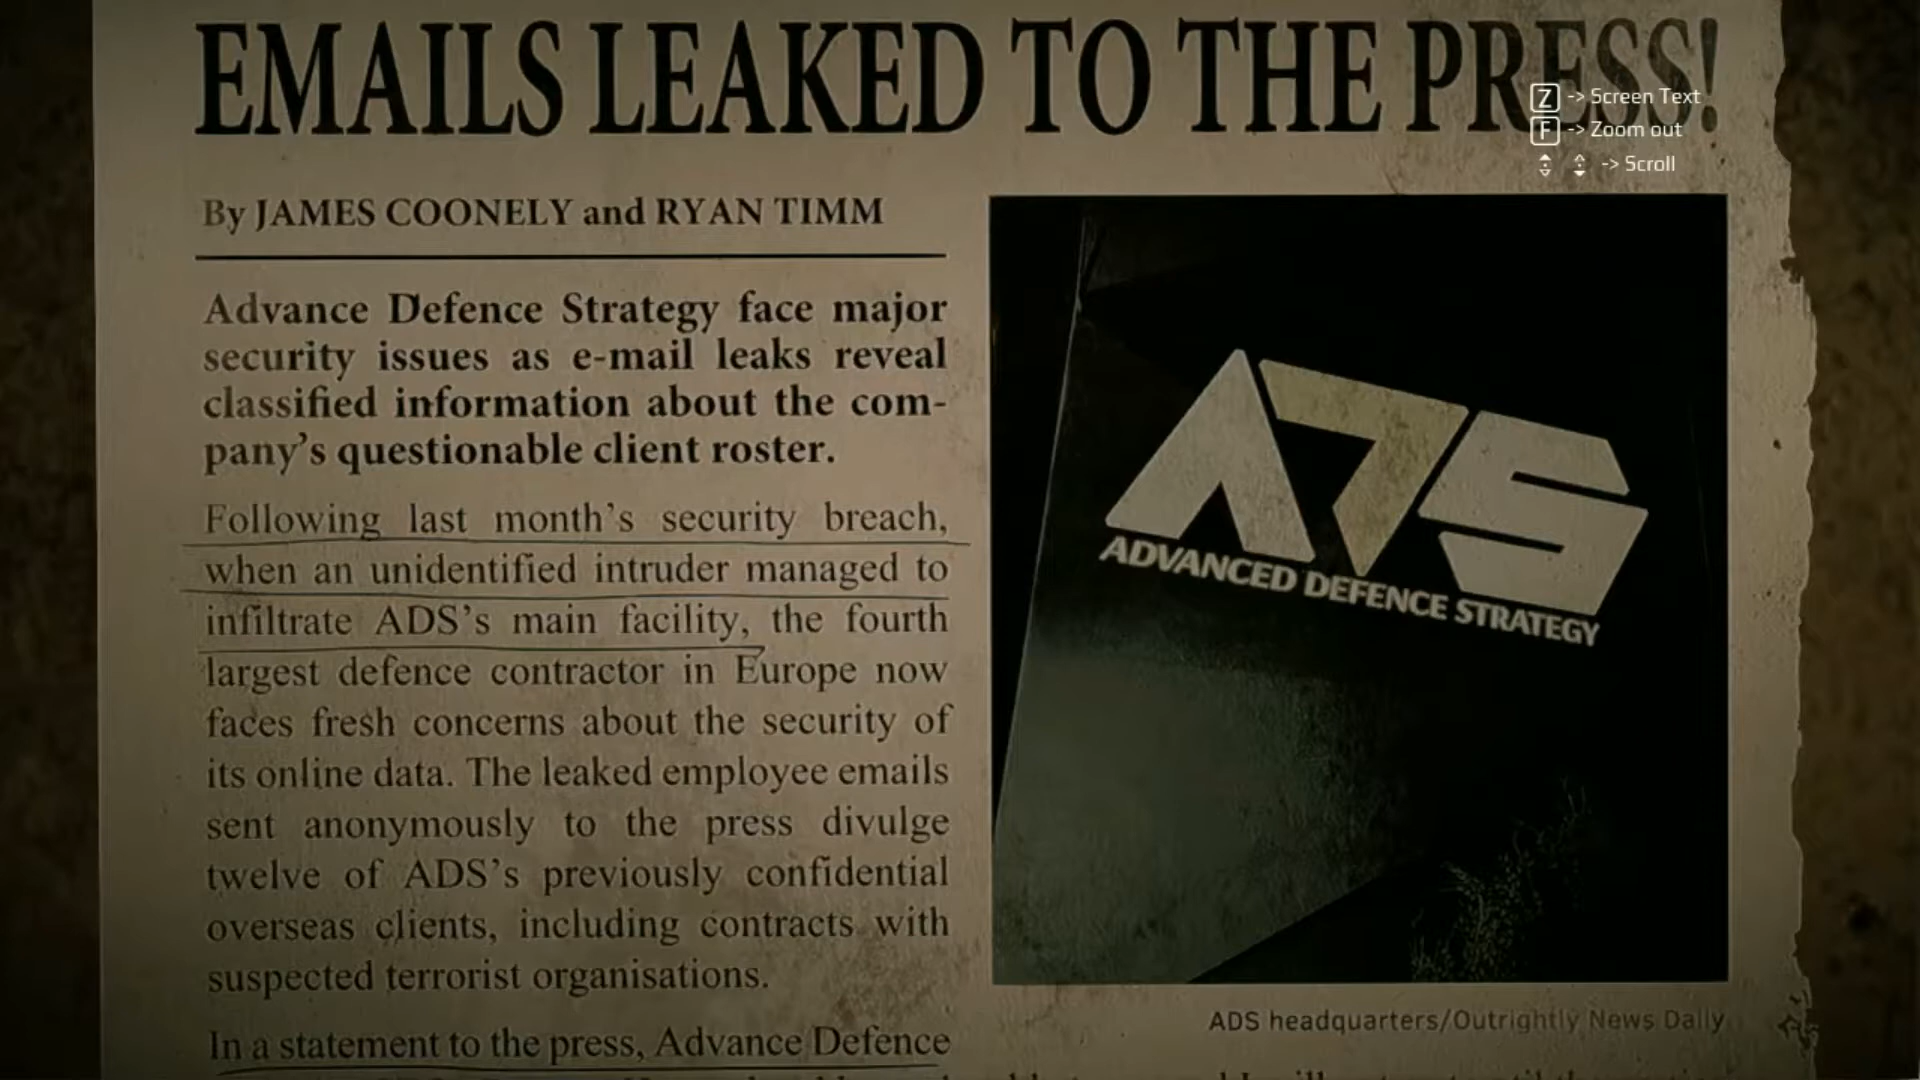 EMAILS LEAKED TO THE PRESS!
Z -> Screen Text
F -> Zoom out
-> Scroll
By JAMES COONELY and RYAN TIMM
Advance Defence Strategy face major
security issues as e-mail leaks reveal
classified information about the com-
pany's questionable client roster.
Following last month's security breach,
when an unidentified intruder managed to
infiltrate ADS's main facility, the fourth
largest defence contractor in Europe now
faces fresh concerns about the security of
its online data. The leaked employee emails
sent anonymously to the press divulge
twelve of ADS's previously confidential
overseas clients, including contracts with
suspected terrorist organisations.
In a statement to the press, Advance Defence
ADS
ADVANCED DEFENCE STRATEGY
ADS headquarters/Outrightly News Daily